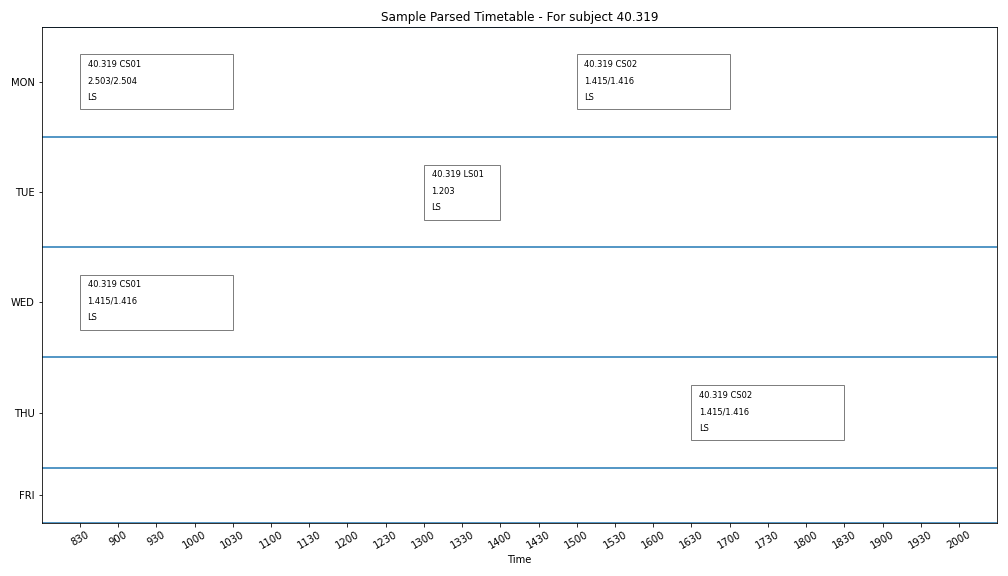 Sample Parsed Timetable - For subject 40.319
MON
40.319 CS01
2.503/2.504
LS
40.319 CS02
1.415/1.416
LS
TUE
40.319 LS01
1.203
LS
WED
40.319 CS01
1.415/1.416
LS
THU
40.319 CS02
1.415/1.416
LS
FRI
830 900 930 1000 1030 1100 1130 1200 1230 1300 1330 1400 1430 1500 1530 1600 1630 1700 1730 1800 1830 1900 1930 2000
Time